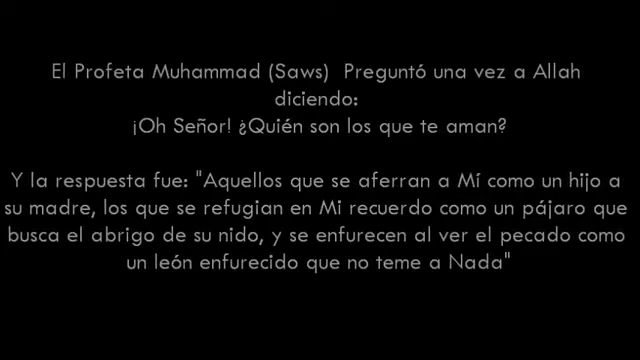 El Profeta Muhammad (Saws) Preguntó una vez a Allah
diciendo:
¡Oh Señor! ¿Quién son los que te aman?
Y la respuesta fue: "Aquellos que se aferran a Mí como un hijo a
su madre, los que se refugian en Mi recuerdo como un pájaro que
busca el abrigo de su nido, y se enfurecen al ver el pecado como
un león enfurecido que no teme a Nada"